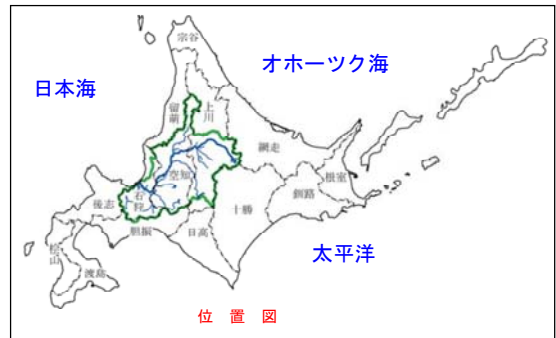 宗谷
オホーツク海
日本海
留萌
上川
網走
空知
根室
石狩
釧路
後志
十勝
胆振
日高
檜山
太平洋
渡島
位 置 図